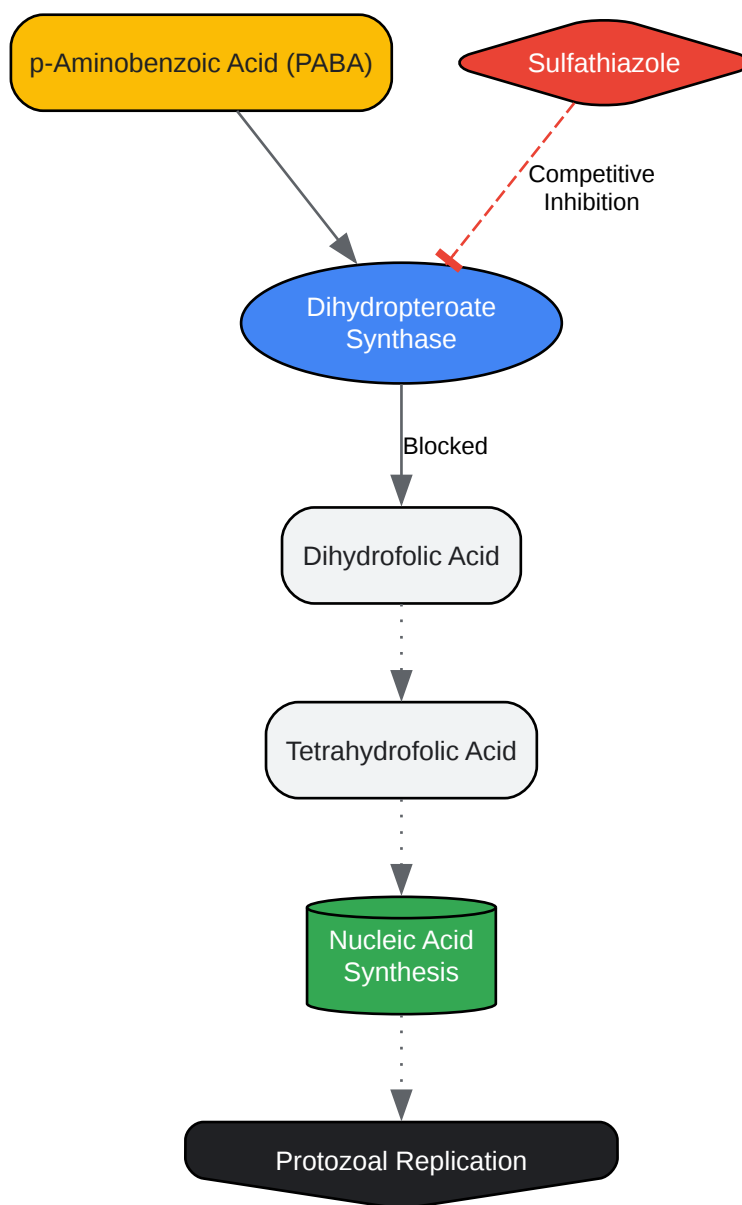 p-Aminobenzoic Acid (PABA)
Sulfathiazole
Competitive
Inhibition
Dihydropteroate
Synthase
Blocked
Dihydrofolic Acid
Tetrahydrofolic Acid
Nucleic Acid
Synthesis
Protozoal Replication